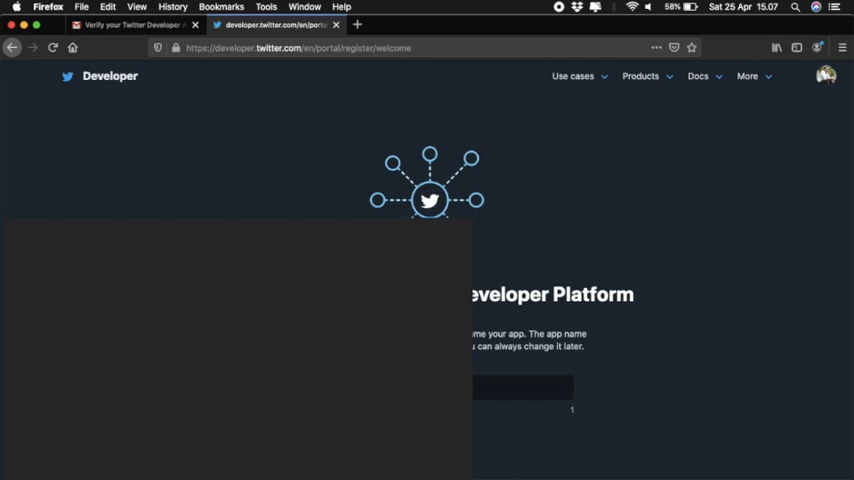 Firefox File Edit View History Bookmarks Tools Window Help 58% Sat 25 Apr 15.07
Verify your Twitter Developer A
developer.twitter.com/en/porta
https://developer.twitter.com/en/portal/register/welcome
Developer
Use cases Products Docs More
eveloper Platform
me your app. The app name
can always change it later.
1